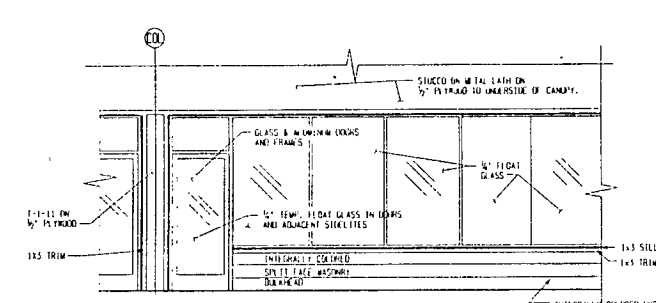 COL
STUCCO ON METAL LATH ON
½" PLYWOOD TO UNDERSIDE OF CANOPY.
GLASS & ALUMINUM DOORS
AND FRAMES
¼" FLOAT
GLASS
T-1-11 ON
½" PLYWOOD
¼" TEMP. FLOAT GLASS IN DOORS
AND ADJACENT SIDELITES
1X3 TRIM
1x3 SILL
1x3 TRIM
INTEGRALLY COLORED
SPLIT FACE MASONRY
BULKHEAD